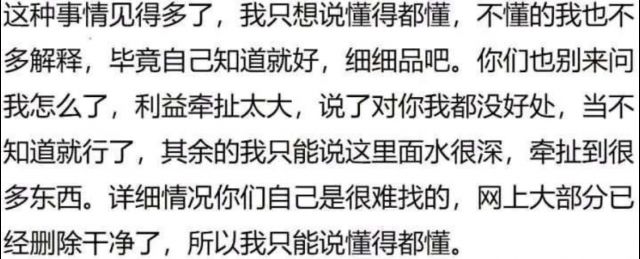 这种事情见得多了，我只想说懂得都懂，不懂的我也不
多解释，毕竟自己知道就好，细细品吧。你们也别来问
我怎么了，利益牵扯太大，说了对你我都没好处，当不
知道就行了，其余的我只能说这里面水很深，牵扯到很
多东西。详细情况你们自己是很难找的，网上大部分已
经删除干净了，所以我只能说懂得都懂。